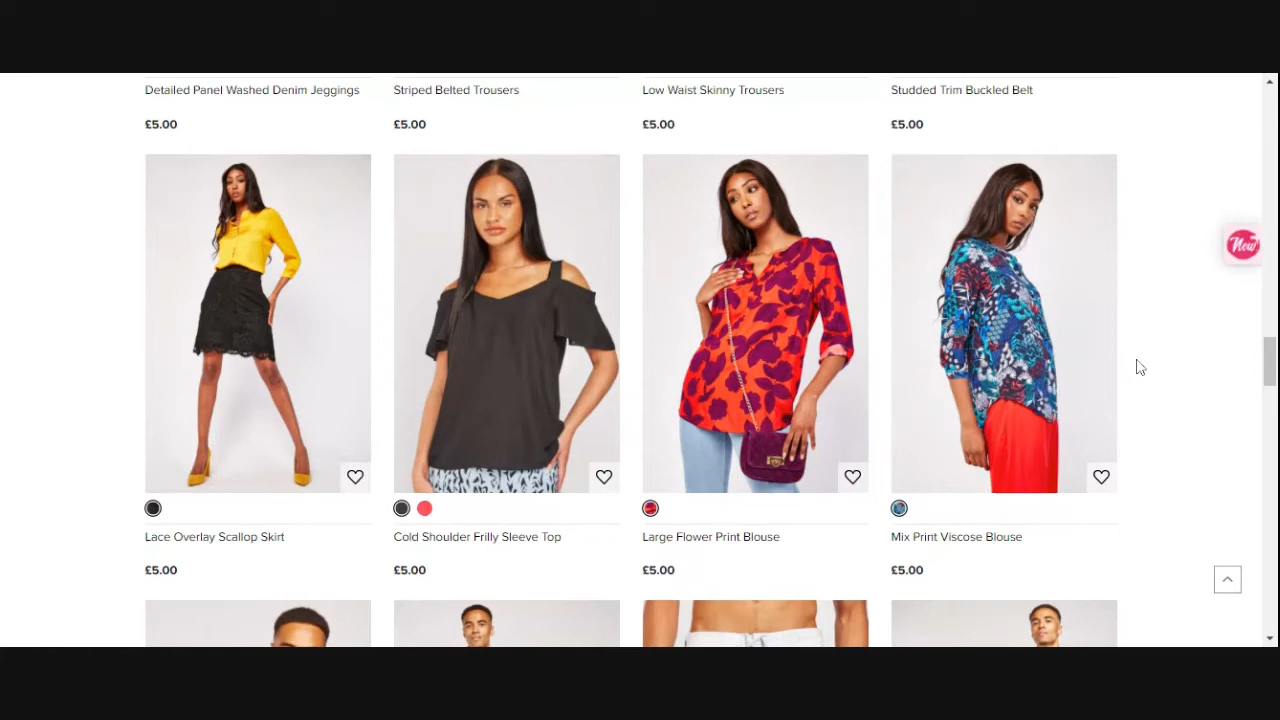 Detailed Panel Washed Denim Jeggings
Striped Belted Trousers
Low Waist Skinny Trousers
Studded Trim Buckled Belt
£5.00
£5.00
£5.00
£5.00
New
Lace Overlay Scallop Skirt
Cold Shoulder Frilly Sleeve Top
Large Flower Print Blouse
Mix Print Viscose Blouse
£5.00
£5.00
£5.00
£5.00